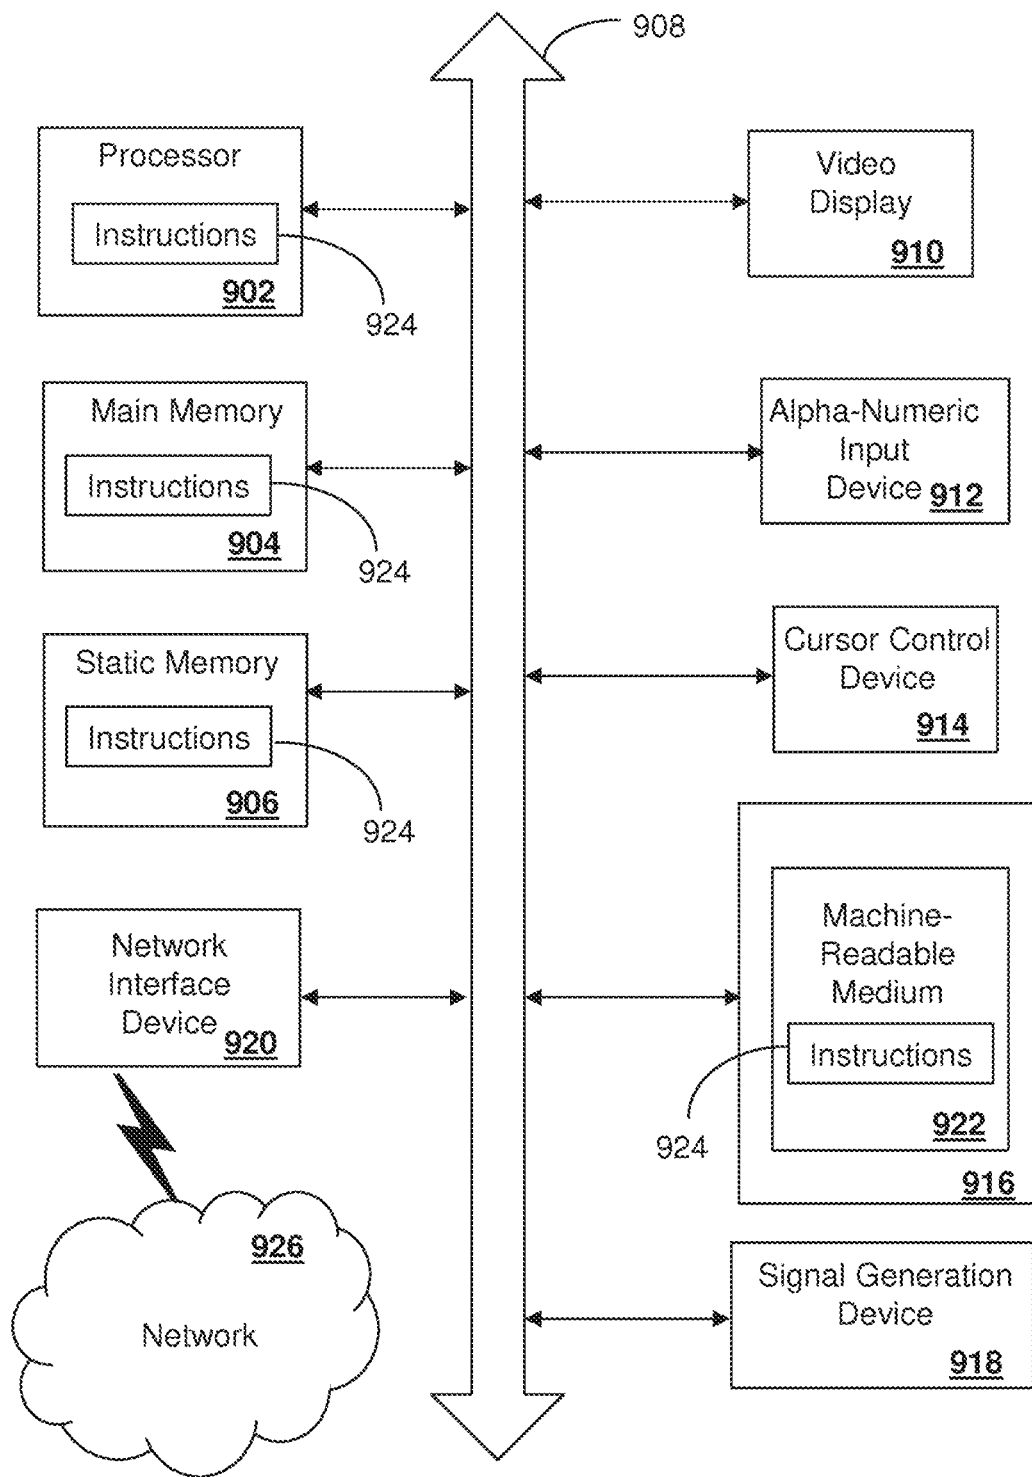 908
Processor
Instructions
902
924
Main Memory
Instructions
904
924
Static Memory
Instructions
906
924
Network
Interface
Device
920
926
Network
Video
Display
910
Alpha-Numeric
Input
Device
912
Cursor Control
Device
914
Machine-
Readable
Medium
Instructions
924
922
916
Signal Generation
Device
918